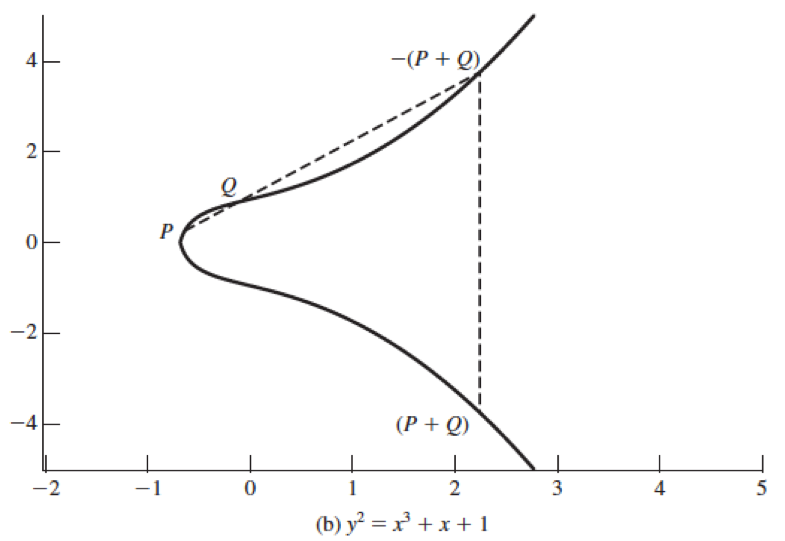 4
−(P + Q)
2
Q
P
0
−2
−4
(P + Q)
−2 −1 0 1 2 3 4 5
(b) y² = x³ + x + 1